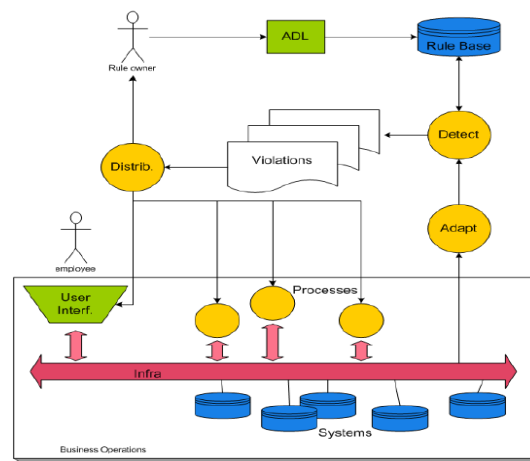 ADL
Rule Base
Rule owner
Detect
Violations
Distrib.
Adapt
employee
User
Interf.
Processes
Infra
Systems
Business Operations